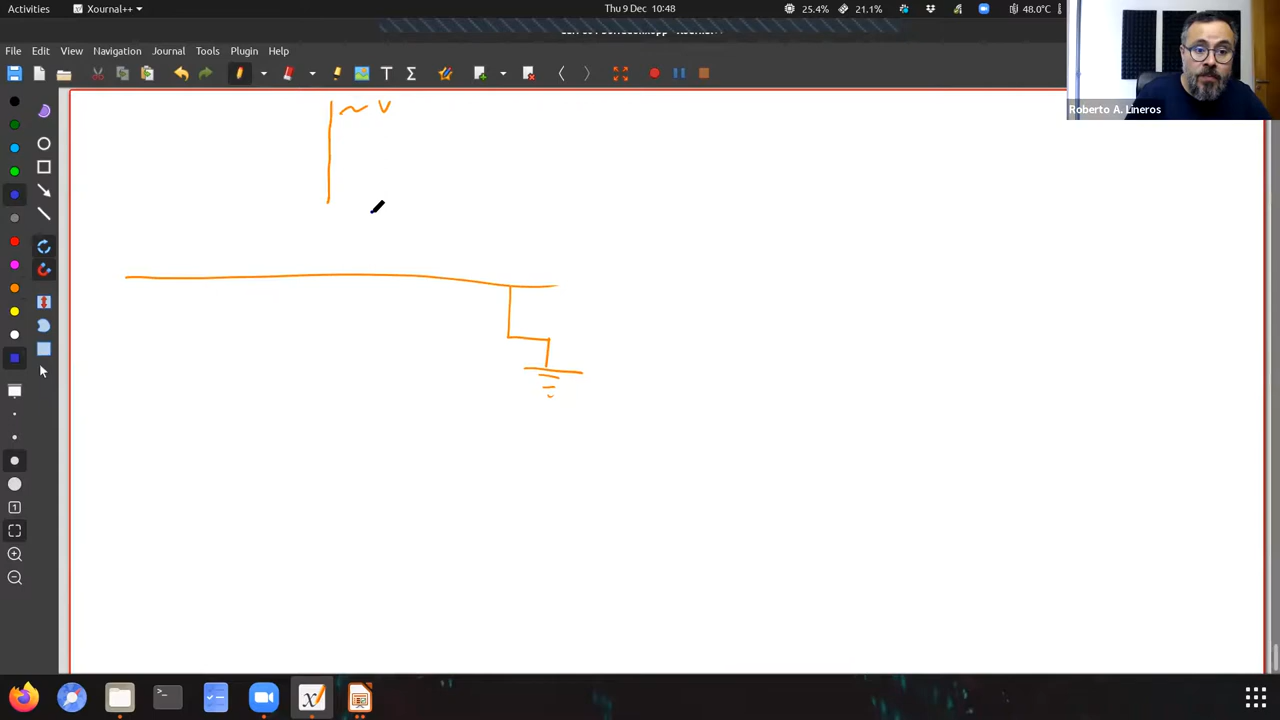 Activities
Xournal++
Thu 9 Dec 10:48
25.4%
21.1%
48.0°C
File Edit View Navigation Journal Tools Plugin Help
~ V
Roberto A. Lineros